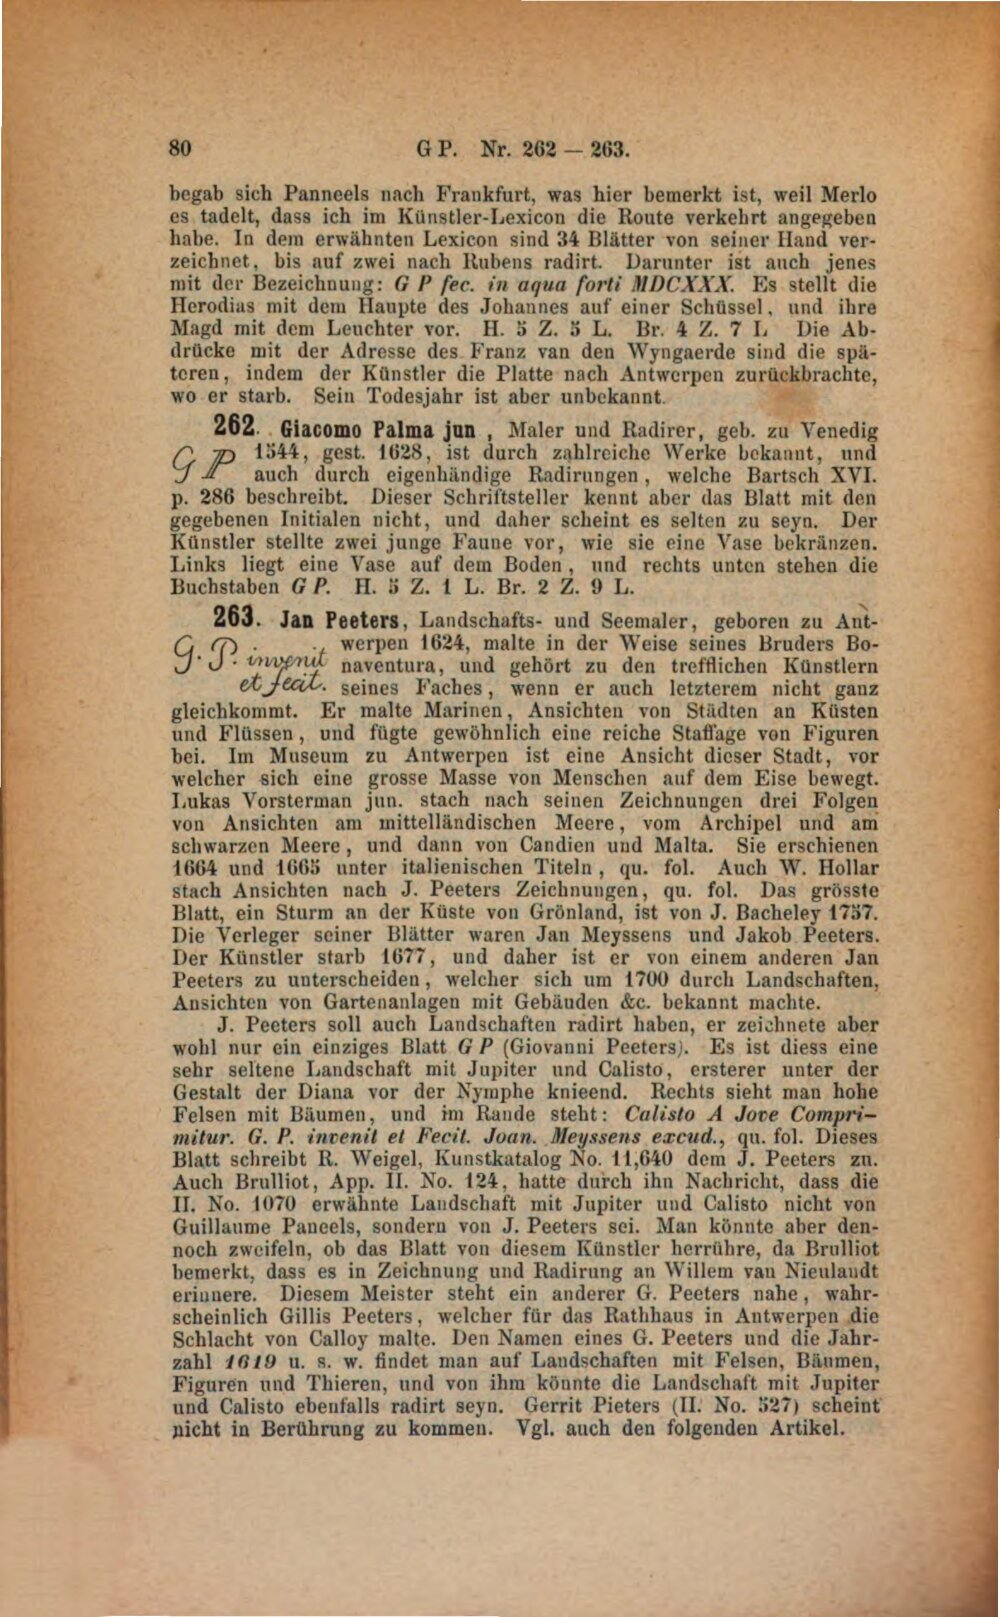 80 G P. Nr. 262 — 263.
begab sich Panneels nach Frankfurt, was hier bemerkt ist, weil Merlo
es tadelt, dass ich im Künstler-Lexicon die Route verkehrt angegeben
habe. In dem erwähnten Lexicon sind 34 Blätter von seiner Hand ver-
zeichnet, bis auf zwei nach Rubens radirt. Darunter ist auch jenes
mit der Bezeichnung: G P fec. in aqua forti MDCXXX. Es stellt die
Herodias mit dem Haupte des Johannes auf einer Schüssel, und ihre
Magd mit dem Leuchter vor. H. 5 Z. 5 L. Br. 4 Z. 7 L Die Ab-
drücke mit der Adresse des Franz van den Wyngaerde sind die spä-
teren, indem der Künstler die Platte nach Antwerpen zurückbrachte,
wo er starb. Sein Todesjahr ist aber unbekannt.
262. Giacomo Palma jun , Maler und Radirer, geb. zu Venedig
G P 1544, gest. 1628, ist durch zahlreiche Werke bekannt, und
auch durch eigenhändige Radirungen, welche Bartsch XVI.
p. 286 beschreibt. Dieser Schriftsteller kennt aber das Blatt mit den
gegebenen Initialen nicht, und daher scheint es selten zu seyn. Der
Künstler stellte zwei junge Faune vor, wie sie eine Vase bekränzen.
Links liegt eine Vase auf dem Boden, und rechts unten stehen die
Buchstaben G P. H. 5 Z. 1 L. Br. 2 Z. 9 L.
263. Jan Peeters, Landschafts- und Seemaler, geboren zu Ant-
G. P. invenit werpen 1624, malte in der Weise seines Bruders Bo-
naventura, und gehört zu den trefflichen Künstlern
et fecit. seines Faches, wenn er auch letzterem nicht ganz
gleichkommt. Er malte Marinen, Ansichten von Städten an Küsten
und Flüssen, und fügte gewöhnlich eine reiche Staffage von Figuren
bei. Im Museum zu Antwerpen ist eine Ansicht dieser Stadt, vor
welcher sich eine grosse Masse von Menschen auf dem Eise bewegt.
Lukas Vorsterman jun. stach nach seinen Zeichnungen drei Folgen
von Ansichten am mittelländischen Meere, vom Archipel und am
schwarzen Meere, und dann von Candien und Malta. Sie erschienen
1664 und 1665 unter italienischen Titeln, qu. fol. Auch W. Hollar
stach Ansichten nach J. Peeters Zeichnungen, qu. fol. Das grösste
Blatt, ein Sturm an der Küste von Grönland, ist von J. Bacheley 1757.
Die Verleger seiner Blätter waren Jan Meyssens und Jakob Peeters.
Der Künstler starb 1677, und daher ist er von einem anderen Jan
Peeters zu unterscheiden, welcher sich um 1700 durch Landschaften,
Ansichten von Gartenanlagen mit Gebäuden &c. bekannt machte.
J. Peeters soll auch Landschaften radirt haben, er zeichnete aber
wohl nur ein einziges Blatt G P (Giovanni Peeters). Es ist diess eine
sehr seltene Landschaft mit Jupiter und Calisto, ersterer unter der
Gestalt der Diana vor der Nymphe knieend. Rechts sieht man hohe
Felsen mit Bäumen, und im Rande steht: Calisto A Jove Compri-
mitur. G. P. invenit et Fecit. Joan. Meyssens excud., qu. fol. Dieses
Blatt schreibt R. Weigel, Kunstkatalog No. 11,640 dem J. Peeters zu.
Auch Brulliot, App. II. No. 124, hatte durch ihn Nachricht, dass die
II. No. 1070 erwähnte Landschaft mit Jupiter und Calisto nicht von
Guillaume Paneels, sondern von J. Peeters sei. Man könnte aber den-
noch zweifeln, ob das Blatt von diesem Künstler herrühre, da Brulliot
bemerkt, dass es in Zeichnung und Radirung an Willem van Nieulandt
erinnere. Diesem Meister steht ein anderer G. Peeters nahe, wahr-
scheinlich Gillis Peeters, welcher für das Rathhaus in Antwerpen die
Schlacht von Calloy malte. Den Namen eines G. Peeters und die Jahr-
zahl 1619 u. s. w. findet man auf Landschaften mit Felsen, Bäumen,
Figuren und Thieren, und von ihm könnte die Landschaft mit Jupiter
und Calisto ebenfalls radirt seyn. Gerrit Pieters (II. No. 527) scheint
nicht in Berührung zu kommen. Vgl. auch den folgenden Artikel.